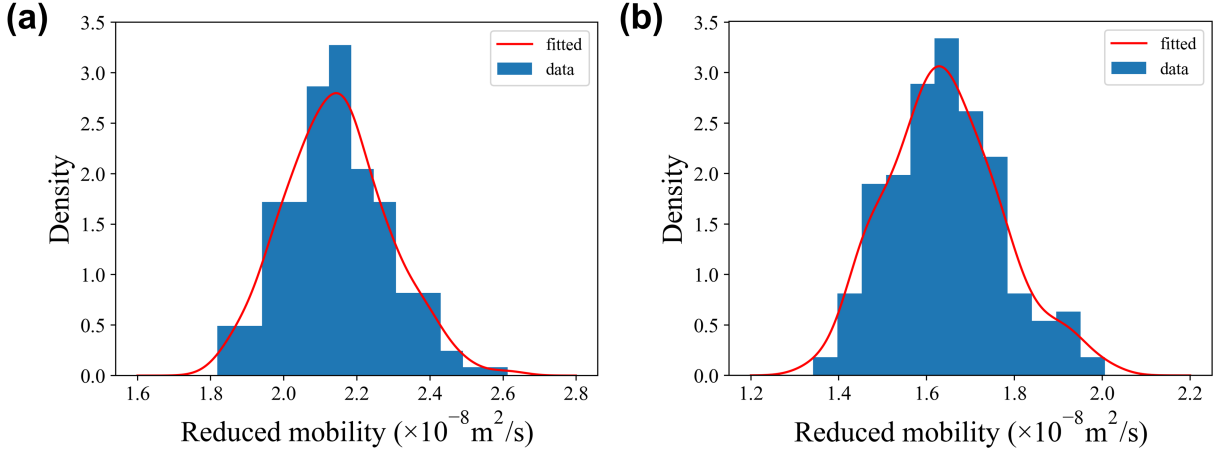 (a)
3.5
3.0
2.5
2.0
1.5
1.0
0.5
0.0
Density
fitted
data
1.6 1.8 2.0 2.2 2.4 2.6 2.8
Reduced mobility (×10⁻⁸m²/s)
(b)
3.5
3.0
2.5
2.0
1.5
1.0
0.5
0.0
Density
fitted
data
1.2 1.4 1.6 1.8 2.0 2.2
Reduced mobility (×10⁻⁸m²/s)